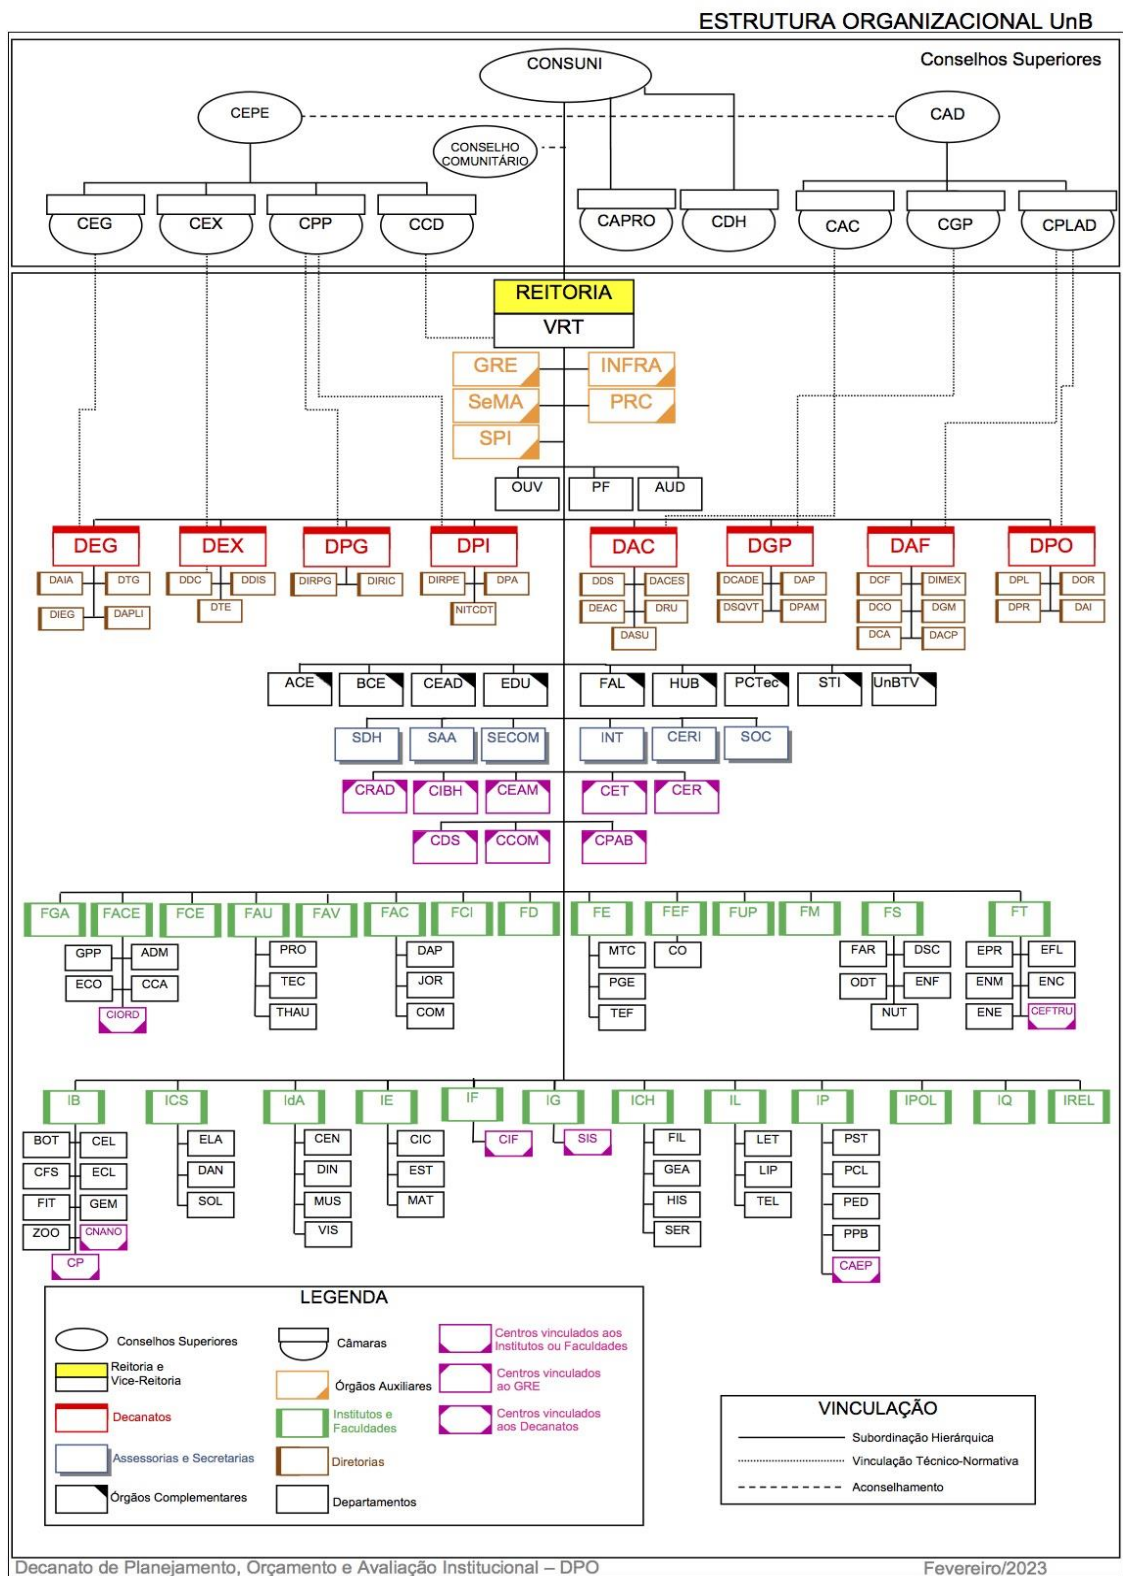 ESTRUTURA ORGANIZACIONAL UnB
CONSUNI
Conselhos Superiores
CEPE
CAD
CONSELHO
COMUNITÁRIO
CEG
CEX
CPP
CCD
CAPRO
CDH
CAC
CGP
CPLAD
REITORIA
VRT
GRE
INFRA
SeMA
PRC
SPI
OUV
PF
AUD
DEG
DEX
DPG
DPI
DAC
DGP
DAF
DPO
DAIA
DTG
DDC
DDIS
DIRPG
DIRIC
DIRPE
DPA
DDS
DACES
DCADE
DAP
DCF
DIMEX
DPL
DOR
DIEG
DAPLI
DTE
NITCDT
DEAC
DRU
DSQVT
DPAM
DCO
DGM
DPR
DAI
DASU
DCA
DACP
ACE
BCE
CEAD
EDU
FAL
HUB
PCTec
STI
UnBTV
SDH
SAA
SECOM
INT
CERI
SOC
CRAD
CIBH
CEAM
CET
CER
CDS
CCOM
CPAB
FGA
FACE
FCE
FAU
FAV
FAC
FCI
FD
FE
FEF
FUP
FM
FS
FT
GPP
ADM
PRO
DAP
MTC
CO
FAR
DSC
EPR
EFL
ECO
CCA
TEC
JOR
PGE
ODT
ENF
ENM
ENC
CIORD
THAU
COM
TEF
NUT
ENE
CEFTRU
IB
ICS
IdA
IE
IF
IG
ICH
IL
IP
IPOL
IQ
IREL
BOT
CEL
ELA
CEN
CIC
CIF
SIS
FIL
LET
PST
CFS
ECL
DAN
DIN
EST
GEA
LIP
PCL
FIT
GEM
SOL
MUS
MAT
HIS
TEL
PED
ZOO
CNANO
VIS
SER
PPB
CP
CAEP
LEGENDA
Conselhos Superiores
Câmaras
Centros vinculados aos
Institutos ou Faculdades
Reitoria e
Vice-Reitoria
Órgãos Auxiliares
Centros vinculados
ao GRE
Decanatos
Institutos e
Faculdades
Centros vinculados
aos Decanatos
Assessorias e Secretarias
Diretorias
Órgãos Complementares
Departamentos
VINCULAÇÃO
Subordinação Hierárquica
Vinculação Técnico-Normativa
Aconselhamento
Decanato de Planejamento, Orçamento e Avaliação Institucional – DPO
Fevereiro/2023